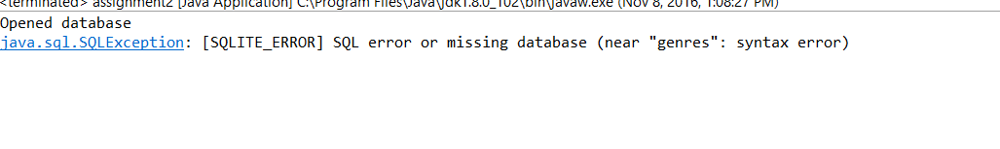 <terminated> assignment2 [Java Application] C:\Program Files\Java\jdk1.8.0_102\bin\javaw.exe (Nov 8, 2016, 1:08:27 PM)
Opened database
java.sql.SQLException: [SQLITE_ERROR] SQL error or missing database (near "genres": syntax error)